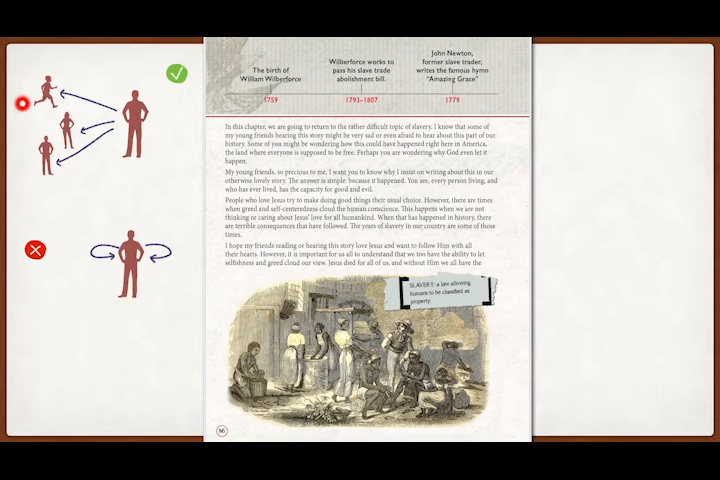 The birth of
William Wilberforce
Wilberforce works to
pass his slave trade
abolishment bill.
John Newton,
former slave trader,
writes the famous hymn
"Amazing Grace"
1759
1793–1807
1779
In this chapter, we are going to return to the rather difficult topic of slavery. I know that some of
my young friends hearing this story might be very sad or even afraid to hear about this part of our
history. Some of you might be wondering how this could have happened right here in America,
the land where everyone is supposed to be free. Perhaps you are wondering why God even let it
happen.
My young friends, so precious to me, I want you to know why I insist on writing about this in our
otherwise lovely story. The answer is simple: because it happened. You see, every person living, and
who has ever lived, has the capacity for good and evil.
People who love Jesus try to make doing good things their usual choice. However, there are times
when greed and self-centeredness cloud the human conscience. This happens when we are not
thinking or caring about Jesus' love for all humankind. When that has happened in history, there
are terrible consequences that have followed. The years of slavery in our country are some of those
times.
I hope my friends reading or hearing this story love Jesus and want to follow Him with all
their hearts. However, it is important for us all to understand that we too have the ability to let
selfishness and greed cloud our view. Jesus died for all of us, and without Him we all have the
SLAVERY: a law allowing
humans to be classified as
property.
86